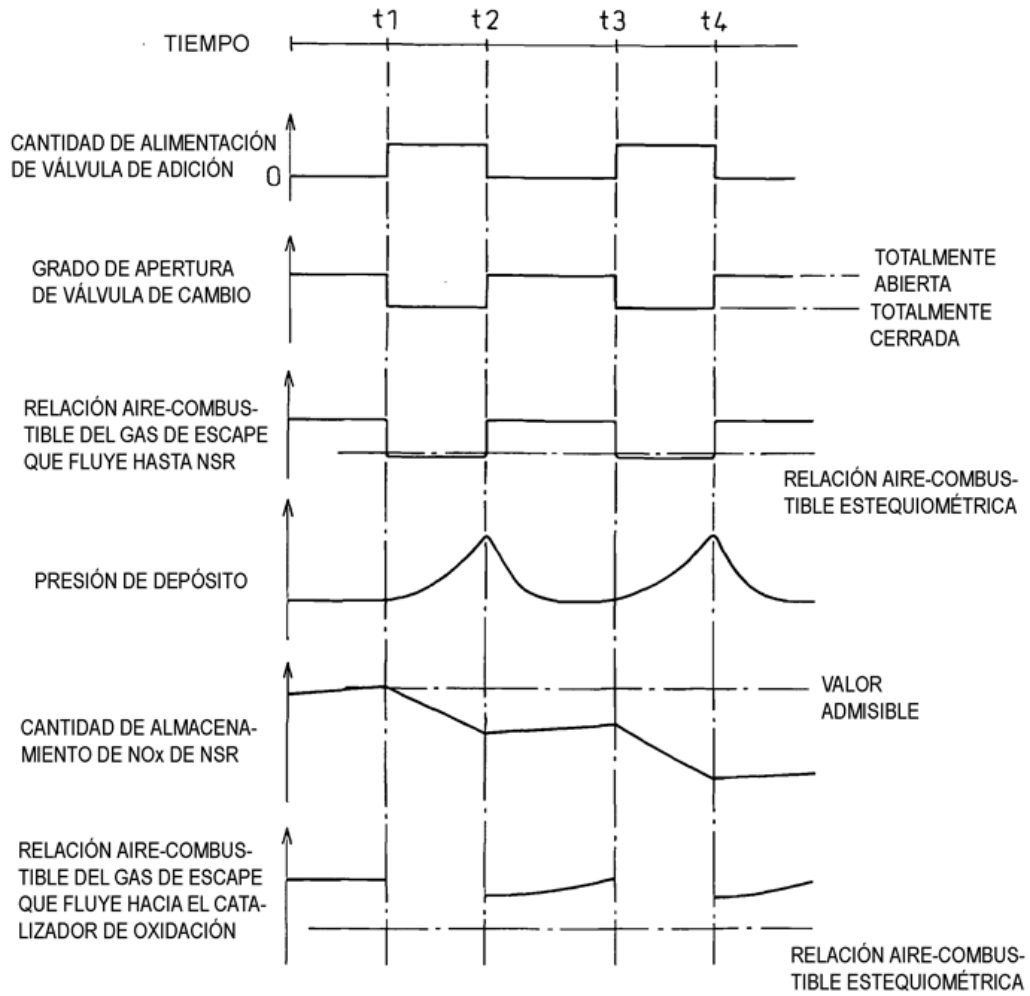 t1 t2 t3 t4
TIEMPO
CANTIDAD DE ALIMENTACIÓN
DE VÁLVULA DE ADICIÓN
0
GRADO DE APERTURA
DE VÁLVULA DE CAMBIO
TOTALMENTE
ABIERTA
TOTALMENTE
CERRADA
RELACIÓN AIRE-COMBUS-
TIBLE DEL GAS DE ESCAPE
QUE FLUYE HASTA NSR
RELACIÓN AIRE-COMBUS-
TIBLE ESTEQUIOMÉTRICA
PRESIÓN DE DEPÓSITO
VALOR
ADMISIBLE
CANTIDAD DE ALMACENA-
MIENTO DE NOx DE NSR
RELACIÓN AIRE-COMBUS-
TIBLE DEL GAS DE ESCAPE
QUE FLUYE HACIA EL CATA-
LIZADOR DE OXIDACIÓN
RELACIÓN AIRE-COMBUS-
TIBLE ESTEQUIOMÉTRICA